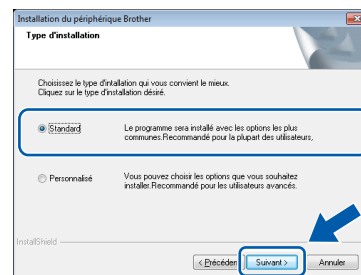 Installation du périphérique Brother
Type d'installation
Choisissez le type d'intallation qui vous convient le mieux.
Cliquez sur le type d'installation désiré.
Standard
Le programme sera installé avec les options les plus
communes.Recommandé pour la plupart des utilisateurs,
Personnalisé
Vous pouvez choisir les options que vous souhaitez
installer.Recommandé pour les utilisateurs avancés.
InstallShield
< Précéden
Suivant >
Annuler